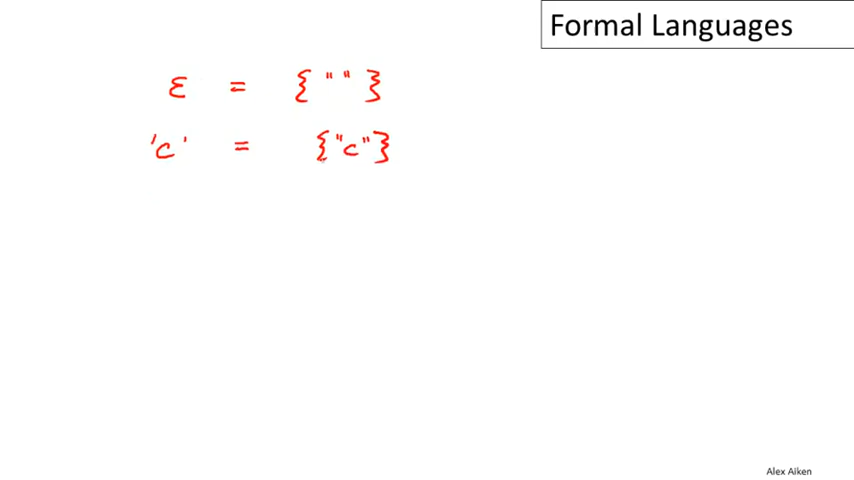 Formal Languages
ε = {" "}
'c' = {"c"}
Alex Aiken